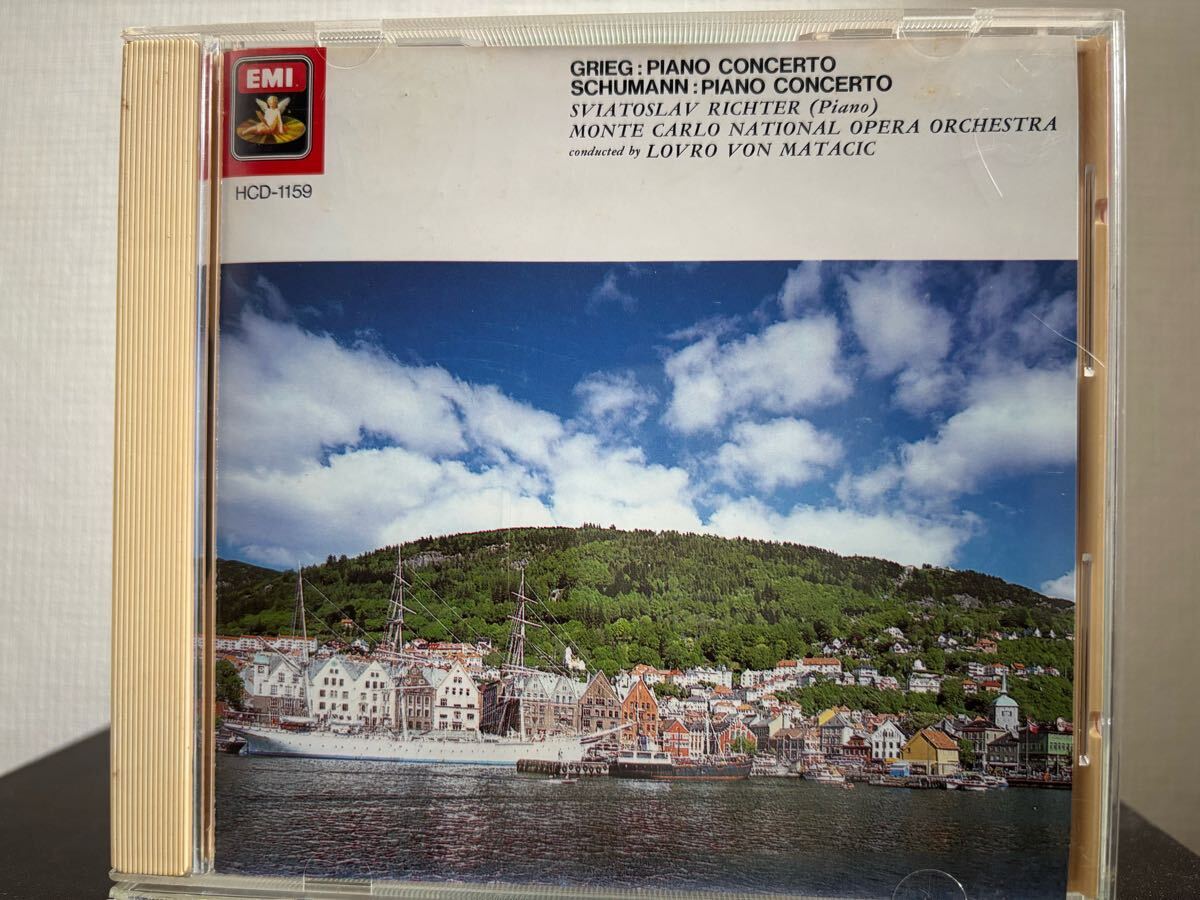 EMI
HCD-1159
GRIEG : PIANO CONCERTO
SCHUMANN : PIANO CONCERTO
SVIATOSLAV RICHTER (Piano)
MONTE CARLO NATIONAL OPERA ORCHESTRA
conducted by LOVRO VON MATACIC